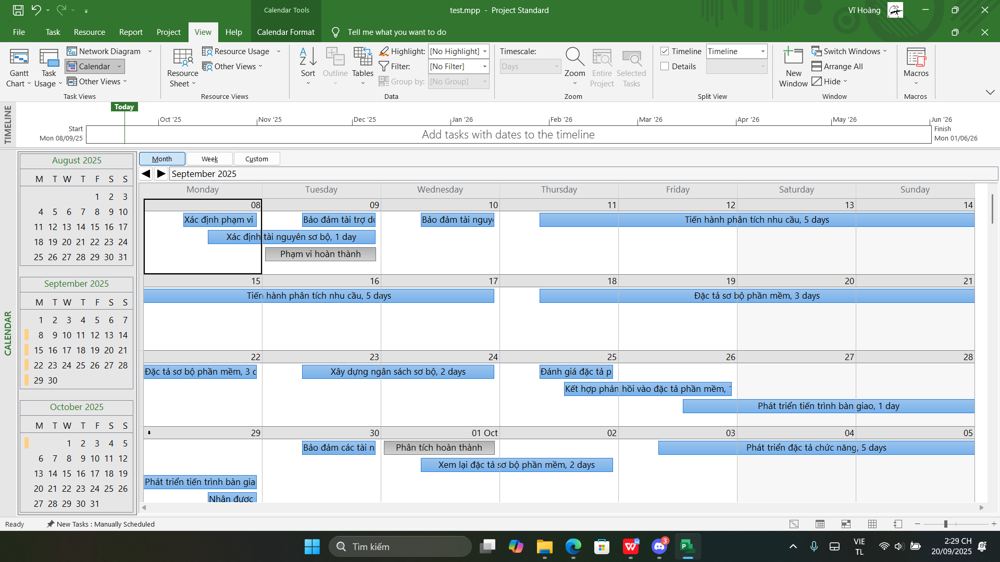 Calendar Tools
test.mpp - Project Standard
Vĩ Hoàng
File Task Resource Report Project View Help Calendar Format Tell me what you want to do
Gantt Chart
Task Usage
Network Diagram
Calendar
Other Views
Task Views
Resource Sheet
Resource Usage
Other Views
Resource Views
Sort
Outline
Tables
Highlight: [No Highlight]
Filter: [No Filter]
Group by: [No Group]
Data
Timescale:
Days
Zoom
Entire Project
Selected Tasks
Zoom
Timeline Timeline
Details
Split View
New Window
Switch Windows
Arrange All
Hide
Window
Macros
Macros
TIMELINE
Today
Oct '25 Nov '25 Dec '25 Jan '26 Feb '26 Mar '26 Apr '26 May '26 Jun '26
Start
Mon 08/09/25
Add tasks with dates to the timeline
Finish
Mon 01/06/26
CALENDAR
August 2025
M T W T F S S
1 2 3
4 5 6 7 8 9 10
11 12 13 14 15 16 17
18 19 20 21 22 23 24
25 26 27 28 29 30 31
September 2025
M T W T F S S
1 2 3 4 5 6 7
8 9 10 11 12 13 14
15 16 17 18 19 20 21
22 23 24 25 26 27 28
29 30
October 2025
M T W T F S S
1 2 3 4 5
6 7 8 9 10 11 12
13 14 15 16 17 18 19
20 21 22 23 24 25 26
27 28 29 30 31
Month Week Custom
September 2025
Monday Tuesday Wednesday Thursday Friday Saturday Sunday
08 09 10 11 12 13 14
Xác định phạm vi Bảo đảm tài trợ dụ Bảo đảm tài nguyê Tiến hành phân tích nhu cầu, 5 days
Xác định tài nguyên sơ bộ, 1 day
Phạm vi hoàn thành
15 16 17 18 19 20 21
Tiến hành phân tích nhu cầu, 5 days Đặc tả sơ bộ phần mềm, 3 days
22 23 24 25 26 27 28
Đặc tả sơ bộ phần mềm, 3 d Xây dựng ngân sách sơ bộ, 2 days Đánh giá đặc tả p
Kết hợp phản hồi vào đặc tả phần mềm, 1
Phát triển tiến trình bàn giao, 1 day
29 30 01 Oct 02 03 04 05
Bảo đảm các tài n Phân tích hoàn thành Phát triển đặc tả chức năng, 5 days
Xem lại đặc tả sơ bộ phần mềm, 2 days
Phát triển tiến trình bàn gia
Nhận được
Ready New Tasks : Manually Scheduled
Tìm kiếm
3
VIE
TL
2:29 CH
20/09/2025